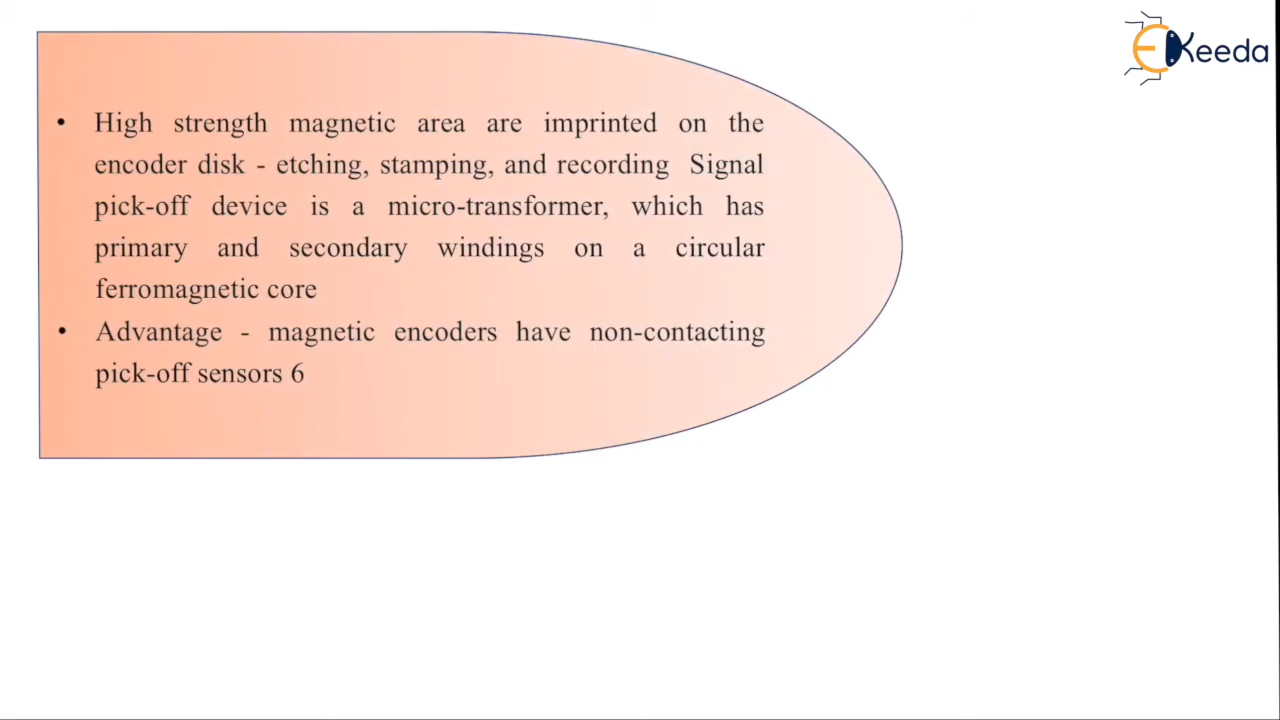 Keeda
• High strength magnetic area are imprinted on the
encoder disk - etching, stamping, and recording Signal
pick-off device is a micro-transformer, which has
primary and secondary windings on a circular
ferromagnetic core
• Advantage - magnetic encoders have non-contacting
pick-off sensors 6